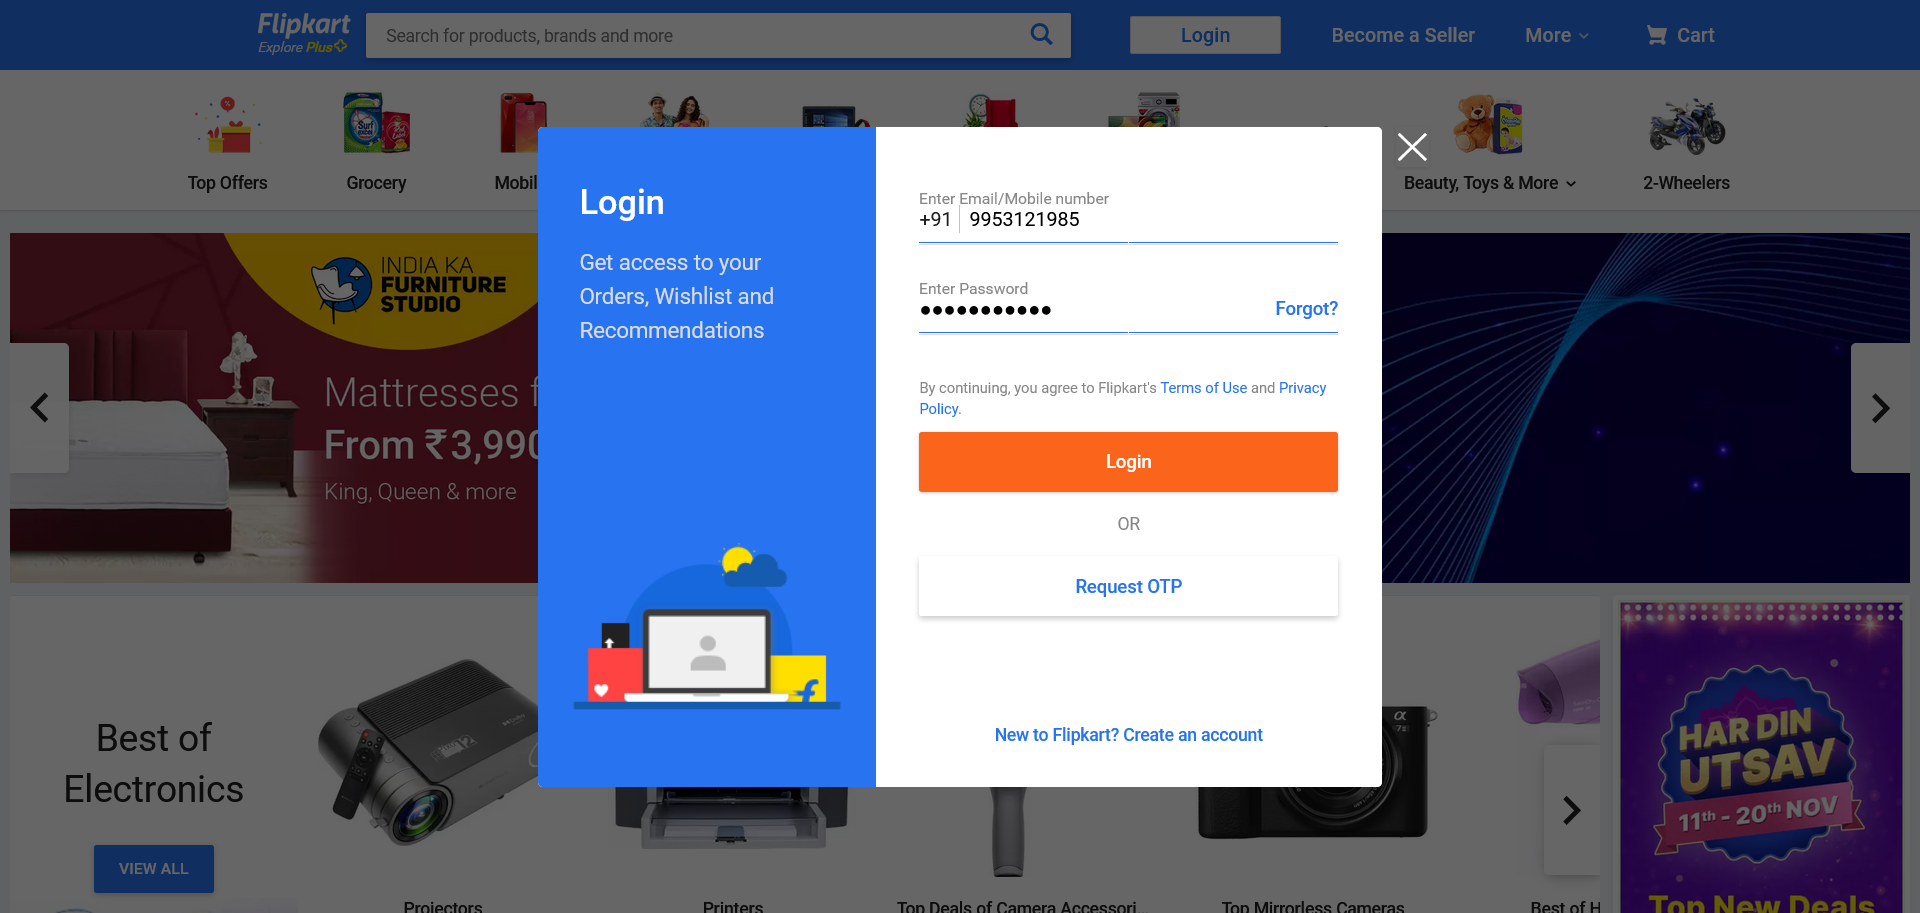 Flipkart
Explore Plus
Search for products, brands and more
Login
Become a Seller
More
Cart
Top Offers
Grocery
Mobil
Beauty, Toys & More
2-Wheelers
INDIA KA
FURNITURE
STUDIO
Mattresses f
From ₹3,990
King, Queen & more
Login
Get access to your
Orders, Wishlist and
Recommendations
Enter Email/Mobile number
+91 9953121985
Enter Password
Forgot?
By continuing, you agree to Flipkart's Terms of Use and Privacy
Policy.
Login
OR
Request OTP
New to Flipkart? Create an account
Best of
Electronics
VIEW ALL
Projectors
Printers
Top Deals of Camera Accessori...
α
Top Mirrorless Cameras
Best of H
HAR DIN
UTSAV
11th - 20th NOV
Top New Deals